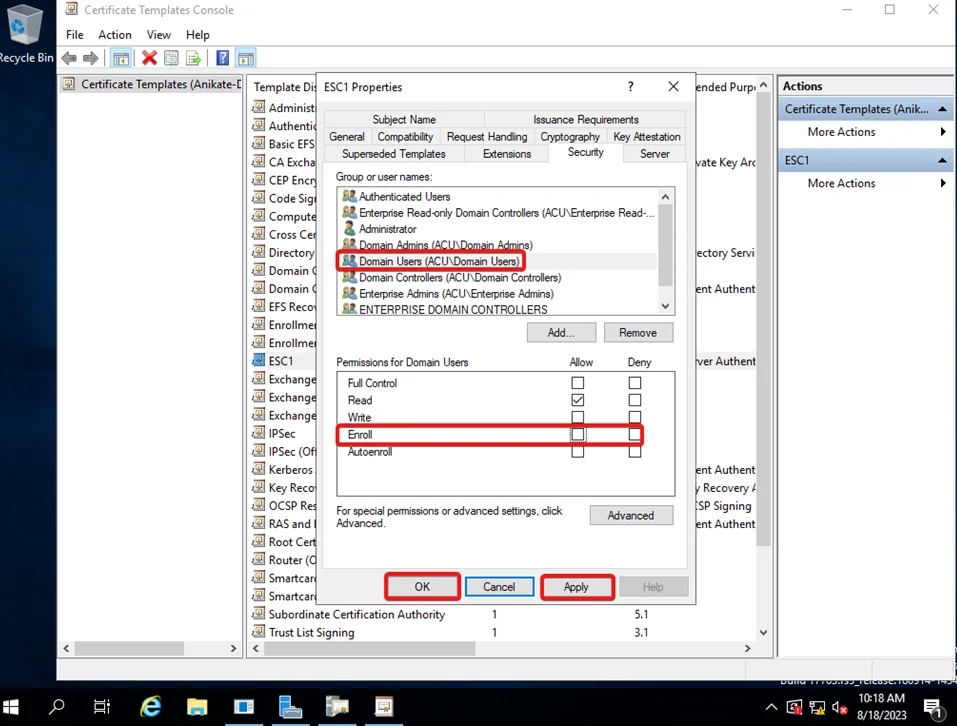 Certificate Templates Console
Recycle Bin
File Action View Help
Certificate Templates (Anikate-D
Template Dis
ended Purpo
Administ
Authentic
Basic EFS
CA Excha
vate Key Arc
CEP Encry
Code Sign
Compute
Cross Cer
Directory
ectory Servi
Domain C
Domain C
ent Authent
EFS Recov
Enrollmer
Enrollmer
ESC1
ver Authent
Exchange
Exchange
Exchange
IPSec
IPSec (Off
Kerberos
ent Authent
Key Recov
y Recovery A
OCSP Res
CSP Signing
RAS and I
ent Authent
Root Cert
Router (O
Smartcar
Smartcar
Subordinate Certification Authority 1 5.1
Trust List Signing 1 3.1
ESC1 Properties
?
Subject Name Issuance Requirements
General Compatibility Request Handling Cryptography Key Attestation
Superseded Templates Extensions Security Server
Group or user names:
Authenticated Users
Enterprise Read-only Domain Controllers (ACU\Enterprise Read-...
Administrator
Domain Admins (ACU\Domain Admins)
Domain Users (ACU\Domain Users)
Domain Controllers (ACU\Domain Controllers)
Enterprise Admins (ACU\Enterprise Admins)
ENTERPRISE DOMAIN CONTROLLERS
Add... Remove
Permissions for Domain Users Allow Deny
Full Control
Read
Write
Enroll
Autoenroll
For special permissions or advanced settings, click
Advanced.
Advanced
OK Cancel Apply Help
Actions
Certificate Templates (Anik...
More Actions
ESC1
More Actions
10:18 AM
8/18/2023
1